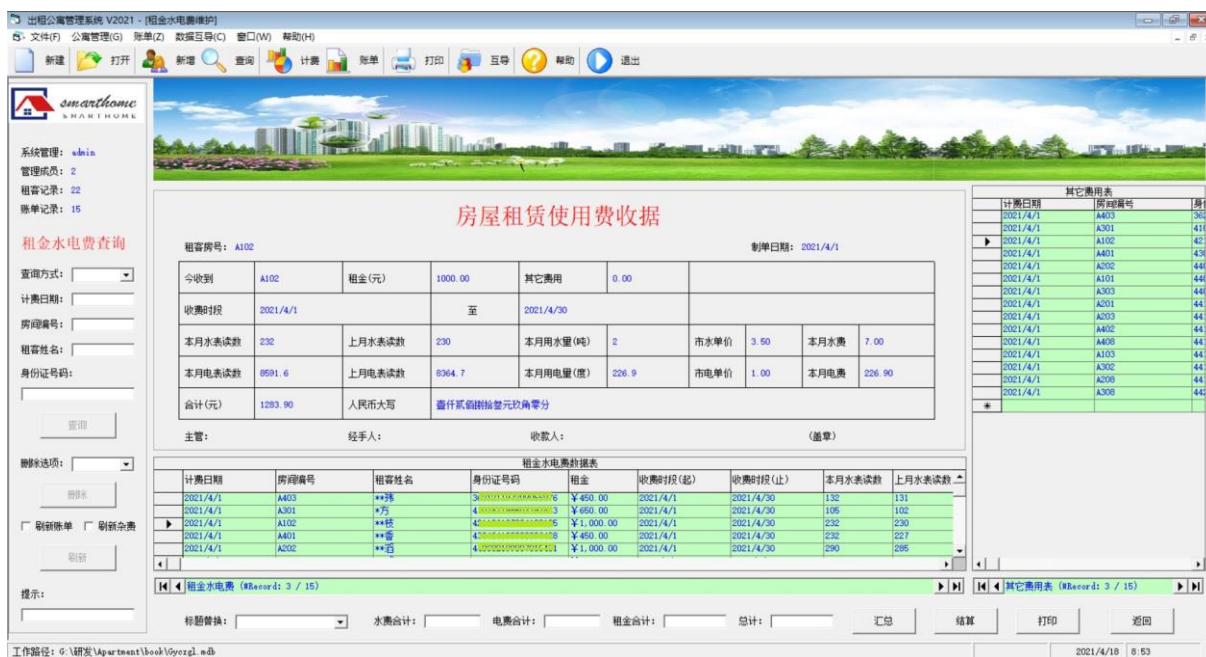 出租公寓管理系统 V2021 - [租金水电费维护]
文件(F) 公寓管理(G) 账单(Z) 数据互导(C) 窗口(W) 帮助(H)
新建 打开 新增 查询 计费 账单 打印 互导 帮助 退出
smarthome
SMARTHOME
系统管理: admin
管理成员: 2
租客记录: 22
账单记录: 15
租金水电费查询
查询方式:
计费日期:
房间编号:
租客姓名:
身份证号码:
查询
删除选项:
删除
刷新账单 刷新杂费
刷新
提示:
房屋租赁使用费收据
租客房号: A102 制单日期: 2021/4/1
今收到 A102 租金(元) 1000.00 其它费用 0.00
收费时段 2021/4/1 至 2021/4/30
本月水表读数 232 上月水表读数 230 本月用水量(吨) 2 市水单价 3.50 本月水费 7.00
本月电表读数 8591.6 上月电表读数 8364.7 本月用电量(度) 226.9 市电单价 1.00 本月电费 226.90
合计(元) 1283.90 人民币大写 壹仟贰佰捌拾叁元玖角零分
主管: 经手人: 收款人: (盖章)
租金水电费数据表
计费日期 房间编号 租客姓名 身份证号码 租金 收费时段(起) 收费时段(止) 本月水表读数 上月水表读数
2021/4/1 A403 **玮 ¥450.00 2021/4/1 2021/4/30 132 131
2021/4/1 A301 *方 ¥650.00 2021/4/1 2021/4/30 105 102
2021/4/1 A102 **枝 ¥1,000.00 2021/4/1 2021/4/30 232 230
2021/4/1 A401 **香 ¥450.00 2021/4/1 2021/4/30 232 227
2021/4/1 A202 ¥1,000.00 2021/4/1 2021/4/30 290 285
租金水电费 (#Record: 3 / 15)
其它费用表
计费日期 房间编号 身
2021/4/1 A403 362
2021/4/1 A301 416
2021/4/1 A102 421
2021/4/1 A401 430
2021/4/1 A202 440
2021/4/1 A101 440
2021/4/1 A303 440
2021/4/1 A201 441
2021/4/1 A203 441
2021/4/1 A402 441
2021/4/1 A408 441
2021/4/1 A103 441
2021/4/1 A302 441
2021/4/1 A208 441
2021/4/1 A308 442
其它费用表 (#Record: 3 / 15)
标题替换: 水费合计: 电费合计: 租金合计: 总计: 汇总 结算 打印 返回
工作路径: G:\研发\Apartment\book\Gyczgl.mdb 2021/4/18 8:53